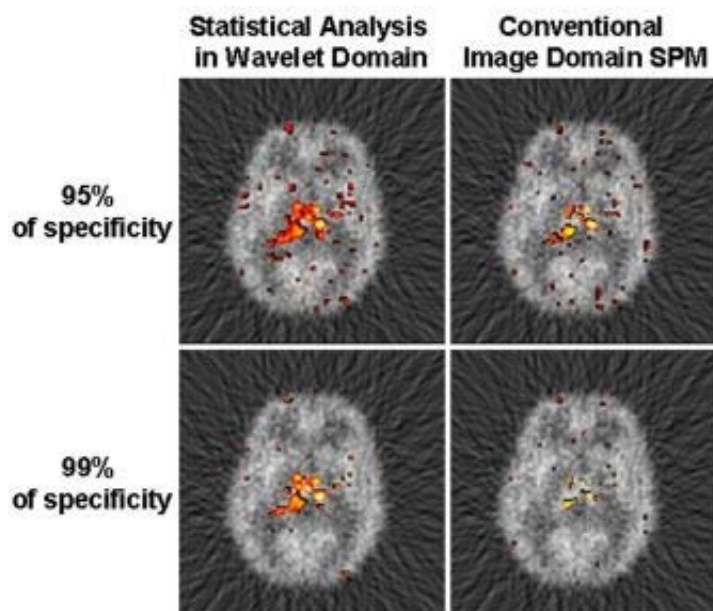 Statistical Analysis
in Wavelet Domain
Conventional
Image Domain SPM
95%
of specificity
99%
of specificity